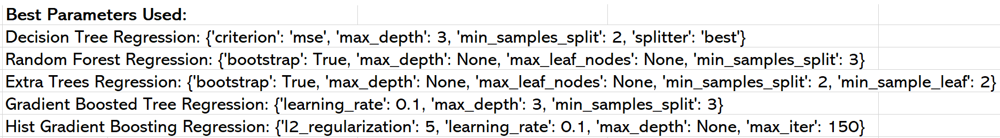 Best Parameters Used:
Decision Tree Regression: {'criterion': 'mse', 'max_depth': 3, 'min_samples_split': 2, 'splitter': 'best'}
Random Forest Regression: {'bootstrap': True, 'max_depth': None, 'max_leaf_nodes': None, 'min_samples_split': 3}
Extra Trees Regression: {'bootstrap': True, 'max_depth': None, 'max_leaf_nodes': None, 'min_samples_split': 2, 'min_sample_leaf': 2}
Gradient Boosted Tree Regression: {'learning_rate': 0.1, 'max_depth': 3, 'min_samples_split': 3}
Hist Gradient Boosting Regression: {'l2_regularization': 5, 'learning_rate': 0.1, 'max_depth': None, 'max_iter': 150}